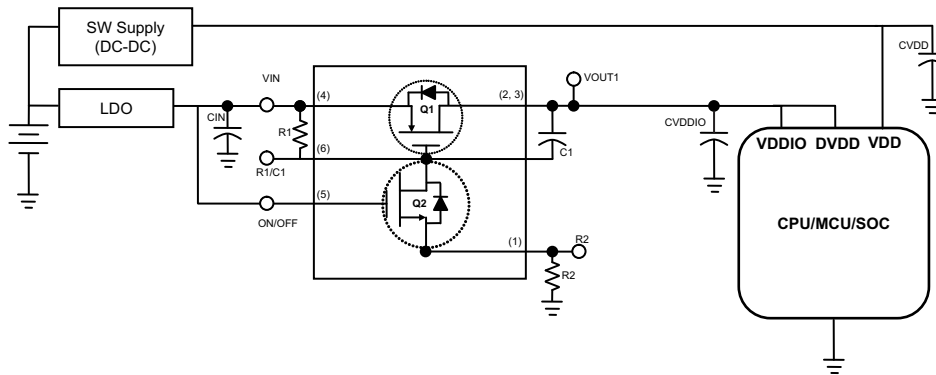 SW Supply
(DC-DC)
CVDD
LDO
VIN
CIN
R1
R1/C1
ON/OFF
(4)
(6)
(5)
Q1
Q2
(2, 3)
(1)
VOUT1
C1
R2
R2
CVDDIO
VDDIO DVDD VDD
CPU/MCU/SOC